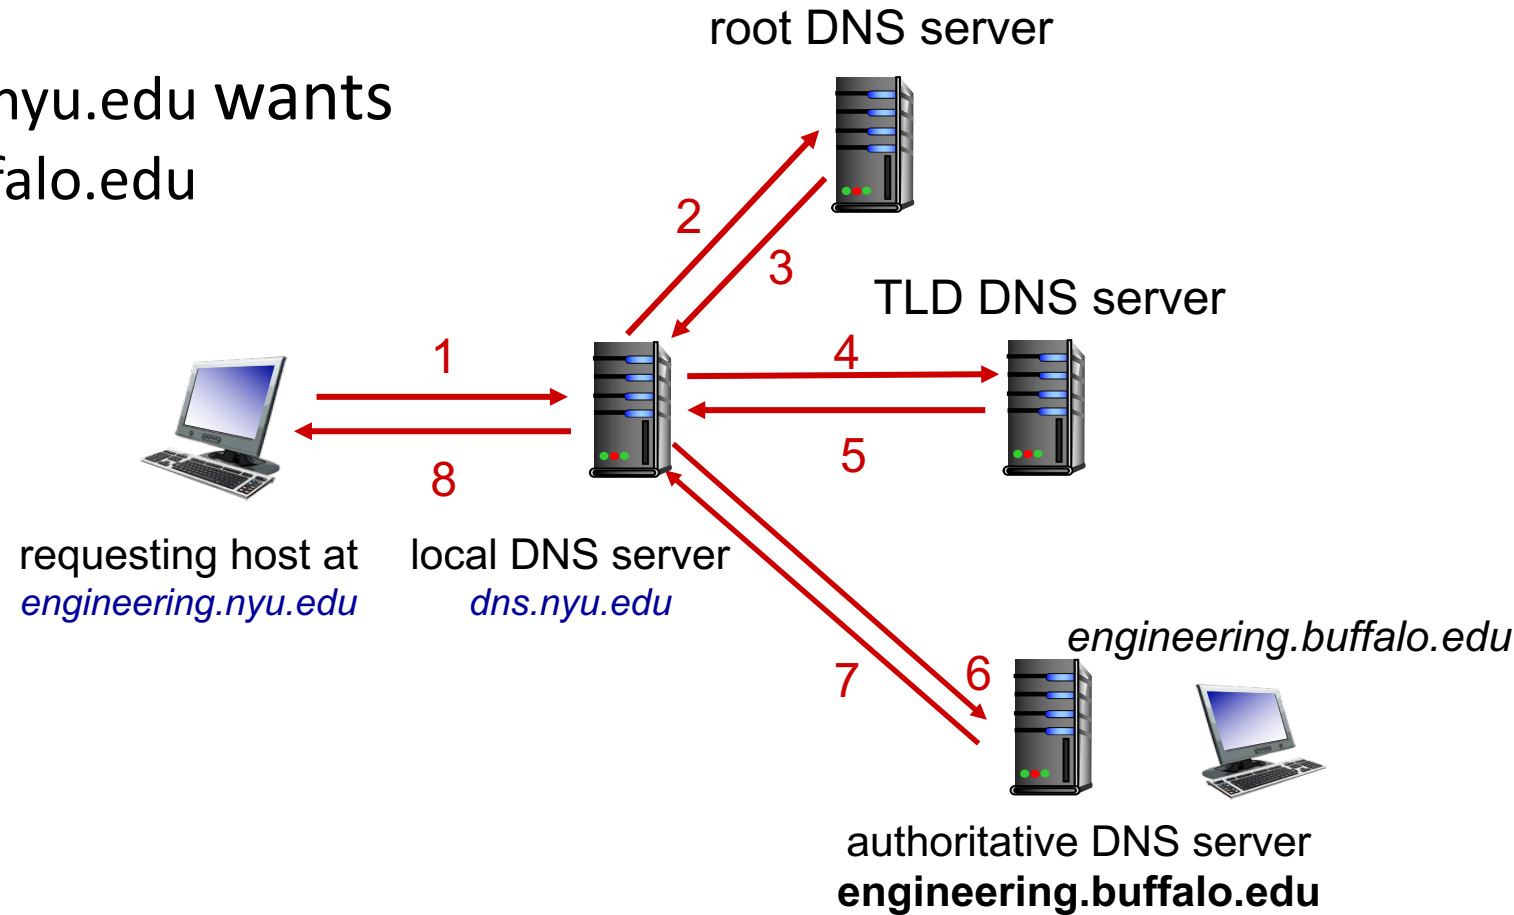 root DNS server
nyu.edu wants
falo.edu
2
3
TLD DNS server
1
4
8
5
requesting host at
engineering.nyu.edu
local DNS server
dns.nyu.edu
engineering.buffalo.edu
7
6
authoritative DNS server
engineering.buffalo.edu